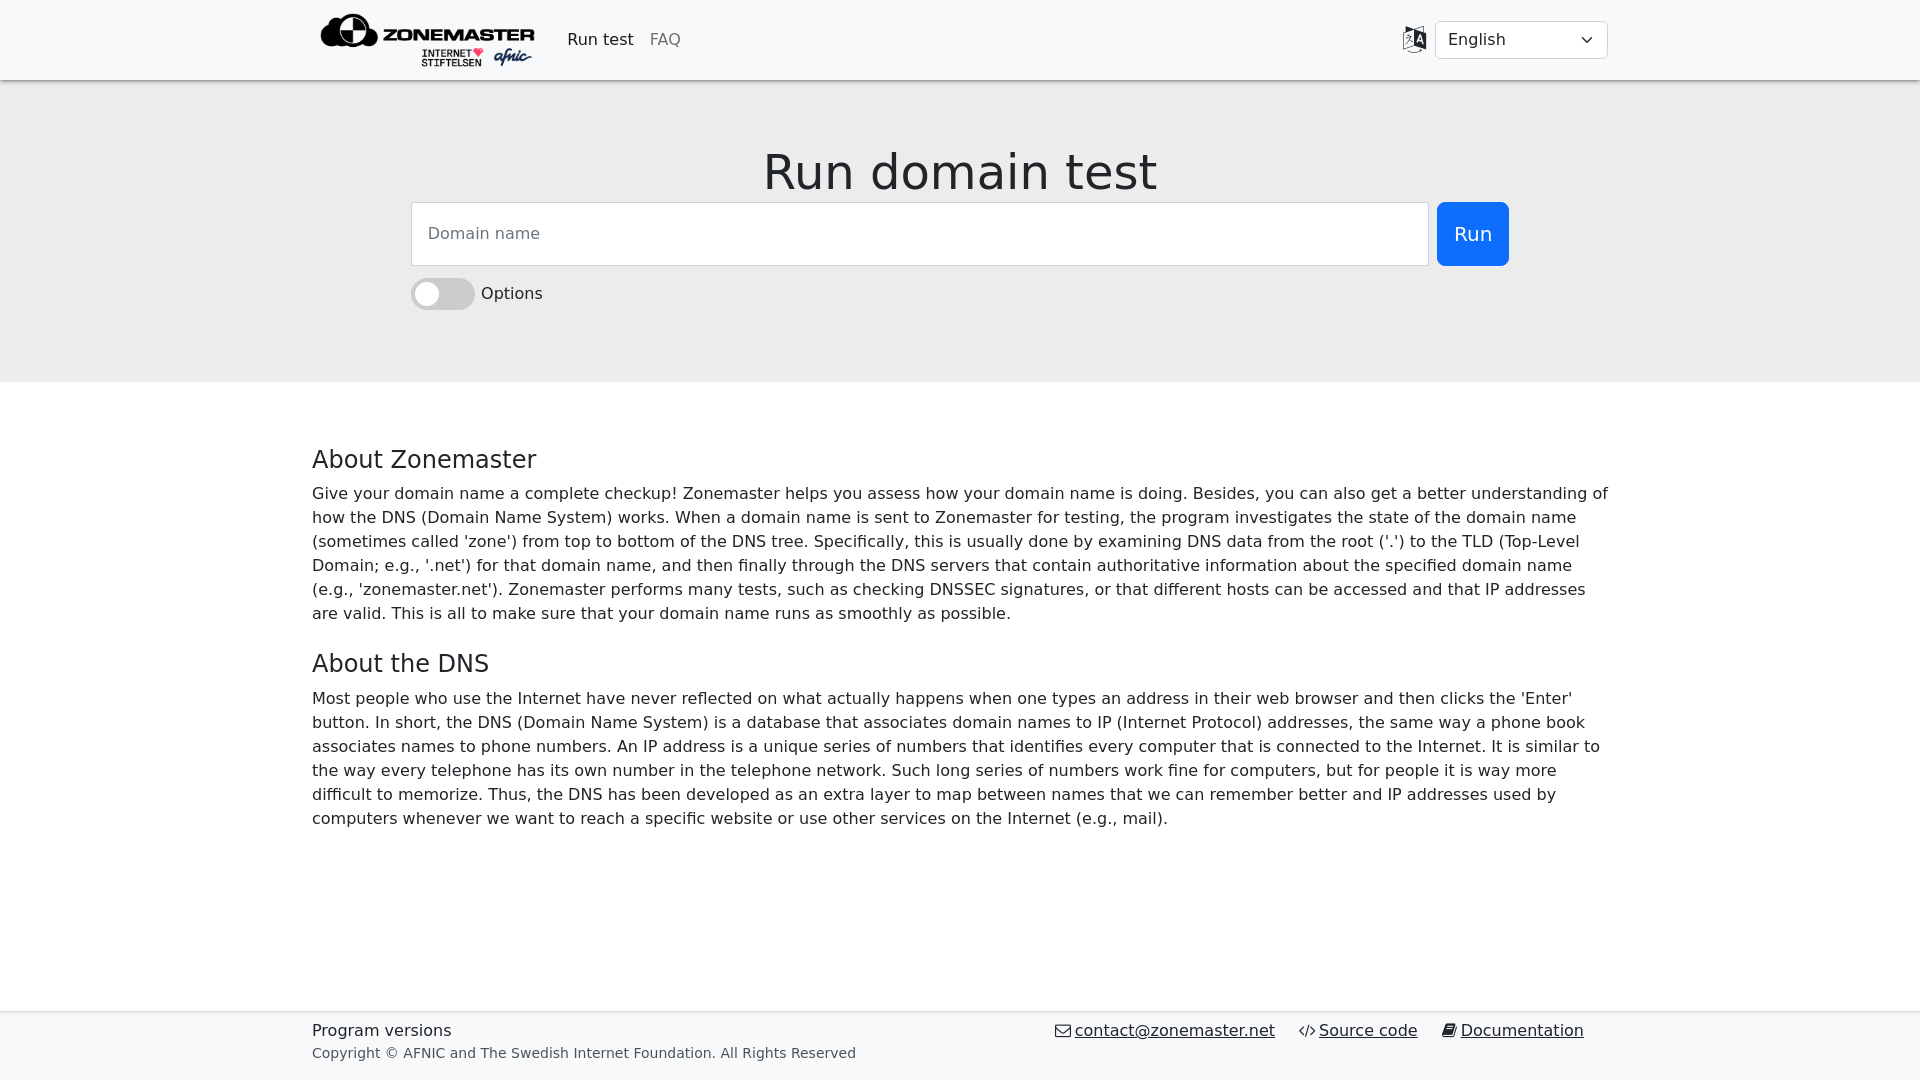 ZONEMASTER
INTERNET
STIFTELSEN afnic
Run test
FAQ
English
Run domain test
Domain name
Run
Options
About Zonemaster
Give your domain name a complete checkup! Zonemaster helps you assess how your domain name is doing. Besides, you can also get a better understanding of
how the DNS (Domain Name System) works. When a domain name is sent to Zonemaster for testing, the program investigates the state of the domain name
(sometimes called 'zone') from top to bottom of the DNS tree. Specifically, this is usually done by examining DNS data from the root ('.') to the TLD (Top-Level
Domain; e.g., '.net') for that domain name, and then finally through the DNS servers that contain authoritative information about the specified domain name
(e.g., 'zonemaster.net'). Zonemaster performs many tests, such as checking DNSSEC signatures, or that different hosts can be accessed and that IP addresses
are valid. This is all to make sure that your domain name runs as smoothly as possible.
About the DNS
Most people who use the Internet have never reflected on what actually happens when one types an address in their web browser and then clicks the 'Enter'
button. In short, the DNS (Domain Name System) is a database that associates domain names to IP (Internet Protocol) addresses, the same way a phone book
associates names to phone numbers. An IP address is a unique series of numbers that identifies every computer that is connected to the Internet. It is similar to
the way every telephone has its own number in the telephone network. Such long series of numbers work fine for computers, but for people it is way more
difficult to memorize. Thus, the DNS has been developed as an extra layer to map between names that we can remember better and IP addresses used by
computers whenever we want to reach a specific website or use other services on the Internet (e.g., mail).
Program versions
contact@zonemaster.net
Source code
Documentation
Copyright © AFNIC and The Swedish Internet Foundation. All Rights Reserved